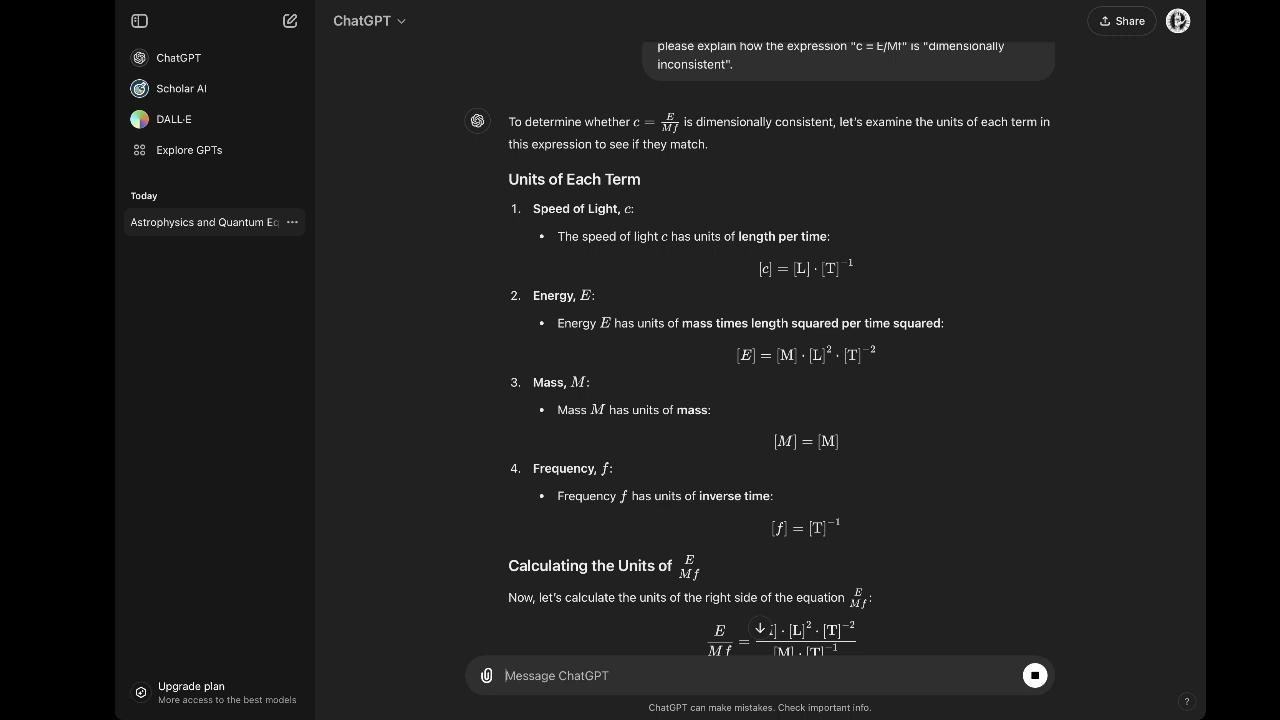 ChatGPT
Share
ChatGPT
Scholar AI
DALL·E
Explore GPTs
Today
Astrophysics and Quantum Eq
please explain how the expression "c = E/Mf" is "dimensionally
inconsistent".
To determine whether c = E/Mf is dimensionally consistent, let's examine the units of each term in
this expression to see if they match.
Units of Each Term
1. Speed of Light, c:
• The speed of light c has units of length per time:
[c] = [L] · [T]⁻¹
2. Energy, E:
• Energy E has units of mass times length squared per time squared:
[E] = [M] · [L]² · [T]⁻²
3. Mass, M:
• Mass M has units of mass:
[M] = [M]
4. Frequency, f:
• Frequency f has units of inverse time:
[f] = [T]⁻¹
Calculating the Units of E/Mf
Now, let's calculate the units of the right side of the equation E/Mf:
E/Mf = ] · [L]² · [T]⁻² / [M] · [T]⁻¹
Message ChatGPT
Upgrade plan
More access to the best models
ChatGPT can make mistakes. Check important info.
?